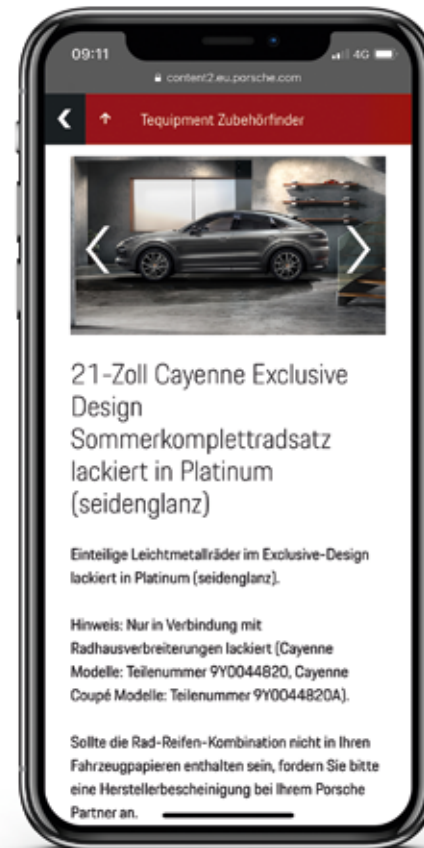 09:11
4G
content2.eu.porsche.com
Tequipment Zubehörfinder
21-Zoll Cayenne Exclusive
Design
Sommerkomplettradsatz
lackiert in Platinum
(seidenglanz)
Einteilige Leichtmetallräder im Exclusive-Design
lackiert in Platinum (seidenglanz).
Hinweis: Nur in Verbindung mit
Radhausverbreiterungen lackiert (Cayenne
Modelle: Teilenummer 9Y0044820, Cayenne
Coupé Modelle: Teilenummer 9Y0044820A).
Sollte die Rad-Reifen-Kombination nicht in Ihren
Fahrzeugpapieren enthalten sein, fordern Sie bitte
eine Herstellerbescheinigung bei Ihrem Porsche
Partner an.